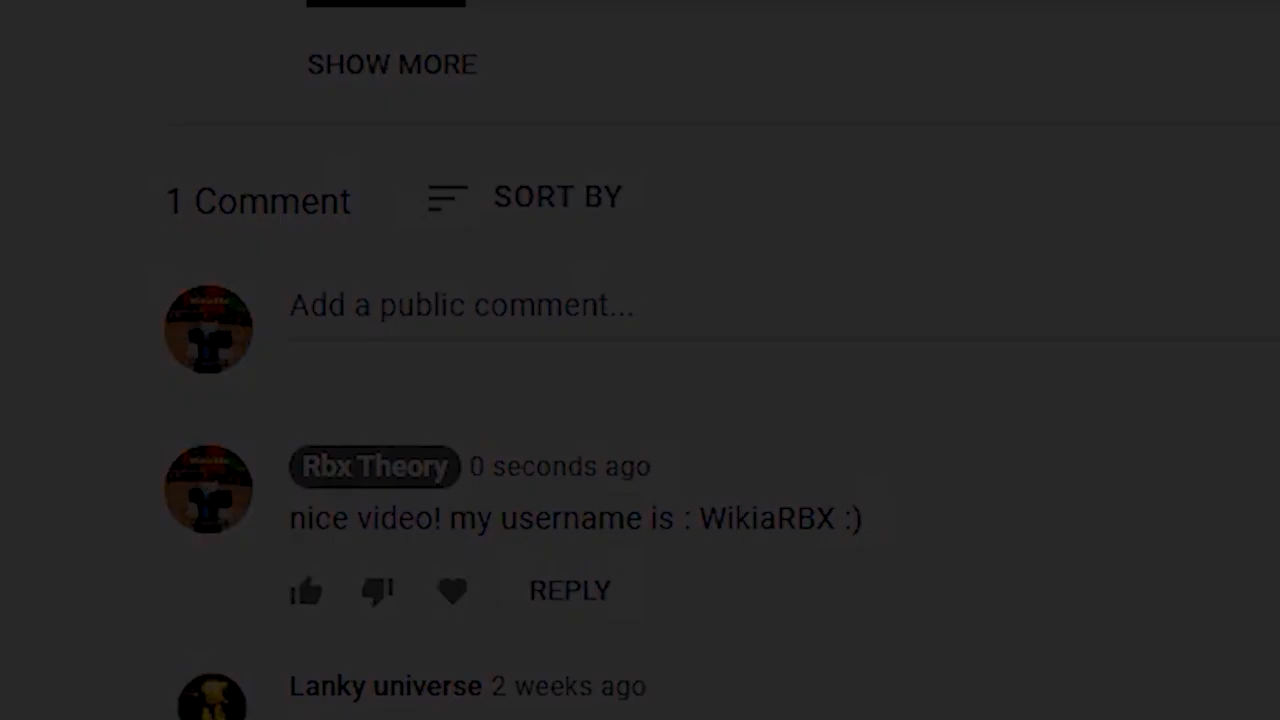 SHOW MORE
1 Comment
SORT BY
Add a public comment...
Rbx Theory 0 seconds ago
nice video! my username is : WikiaRBX :)
REPLY
Lanky universe 2 weeks ago